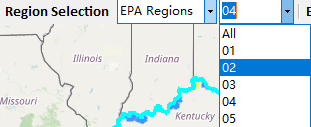 Region Selection EPA Regions 04 E
All
01
02
03
04
05
Illinois
Indiana
Missouri
Kentucky